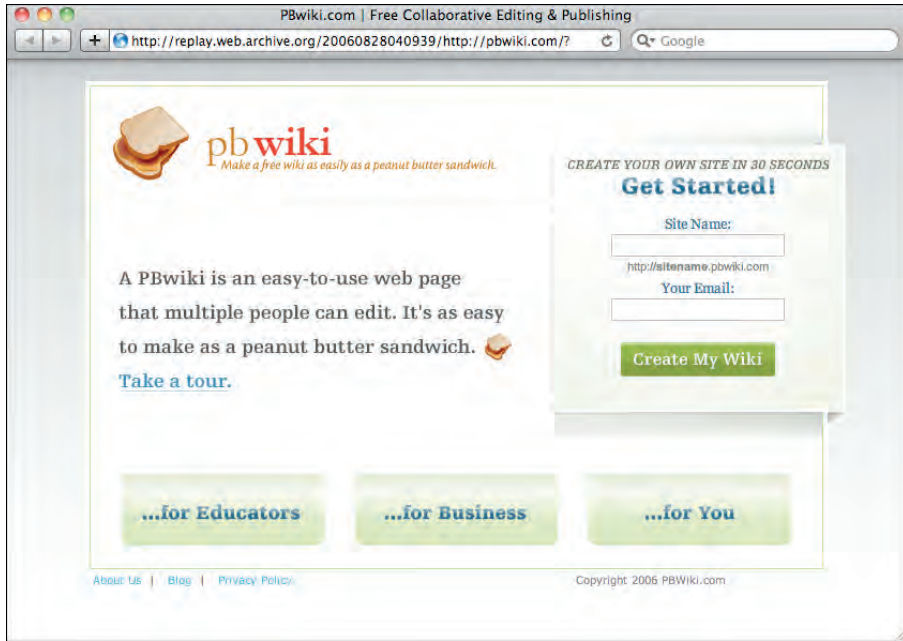 PBwiki.com | Free Collaborative Editing & Publishing
http://replay.web.archive.org/20060828040939/http://pbwiki.com/?
Google
pbwiki
Make a free wiki as easily as a peanut butter sandwich.
CREATE YOUR OWN SITE IN 30 SECONDS
Get Started!
Site Name:
http://sitename.pbwiki.com
Your Email:
Create My Wiki
A PBwiki is an easy-to-use web page
that multiple people can edit. It's as easy
to make as a peanut butter sandwich.
Take a tour.
...for Educators
...for Business
...for You
About Us | Blog | Privacy Policy
Copyright 2006 PBWiki.com